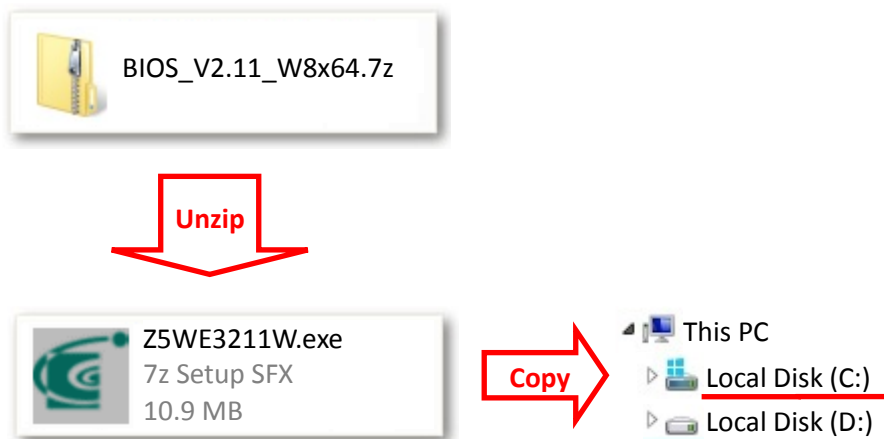 BIOS_V2.11_W8x64.7z
Unzip
Z5WE3211W.exe
7z Setup SFX
10.9 MB
Copy
This PC
Local Disk (C:)
Local Disk (D:)